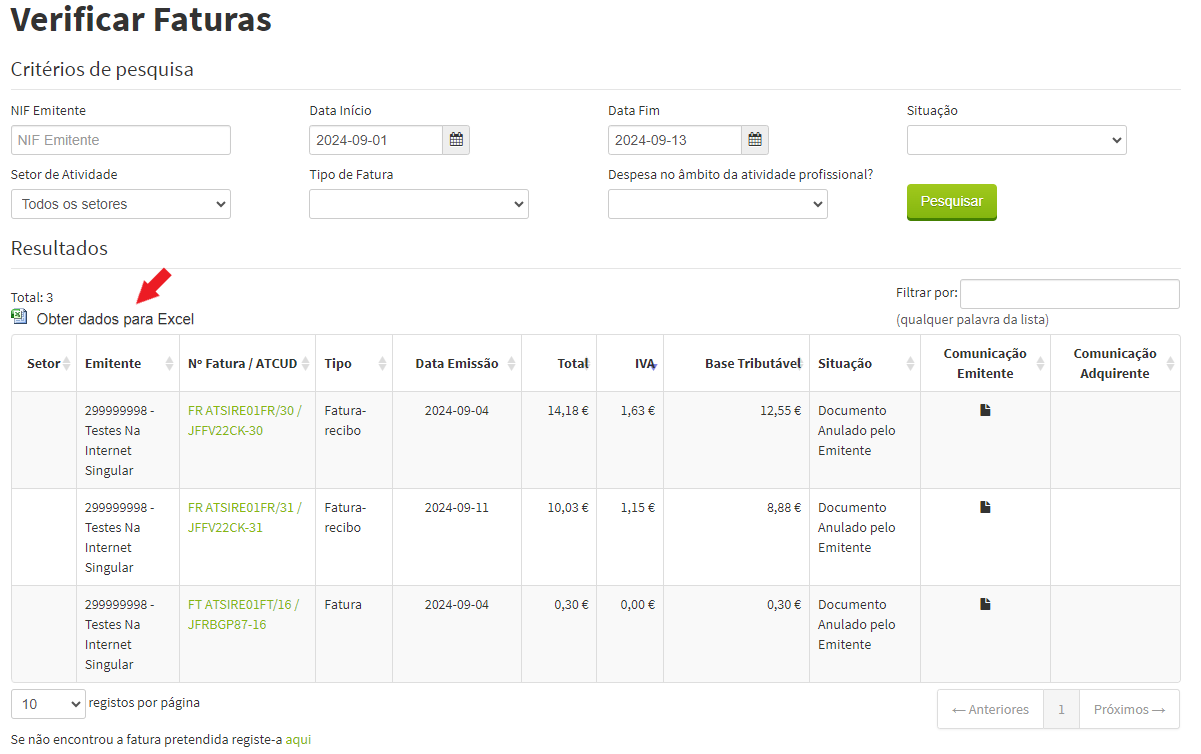 Verificar Faturas
Critérios de pesquisa
NIF Emitente
Data Início
Data Fim
Situação
NIF Emitente
2024-09-01
2024-09-13
Setor de Atividade
Tipo de Fatura
Despesa no âmbito da atividade profissional?
Todos os setores
Pesquisar
Resultados
Total: 3
Obter dados para Excel
Filtrar por:
(qualquer palavra da lista)
Setor Emitente Nº Fatura / ATCUD Tipo Data Emissão Total IVA Base Tributável Situação Comunicação Emitente Comunicação Adquirente
299999998 - FR ATSIRE01FR/30 / Fatura- 2024-09-04 14,18 € 1,63 € 12,55 € Documento
Testes Na JFFV22CK-30 recibo Anulado pelo
Internet Emitente
Singular
299999998 - FR ATSIRE01FR/31 / Fatura- 2024-09-11 10,03 € 1,15 € 8,88 € Documento
Testes Na JFFV22CK-31 recibo Anulado pelo
Internet Emitente
Singular
299999998 - FT ATSIRE01FT/16 / Fatura 2024-09-04 0,30 € 0,00 € 0,30 € Documento
Testes Na JFRBGP87-16 Anulado pelo
Internet Emitente
Singular
10 registos por página
← Anteriores 1 Próximos →
Se não encontrou a fatura pretendida registe-a aqui